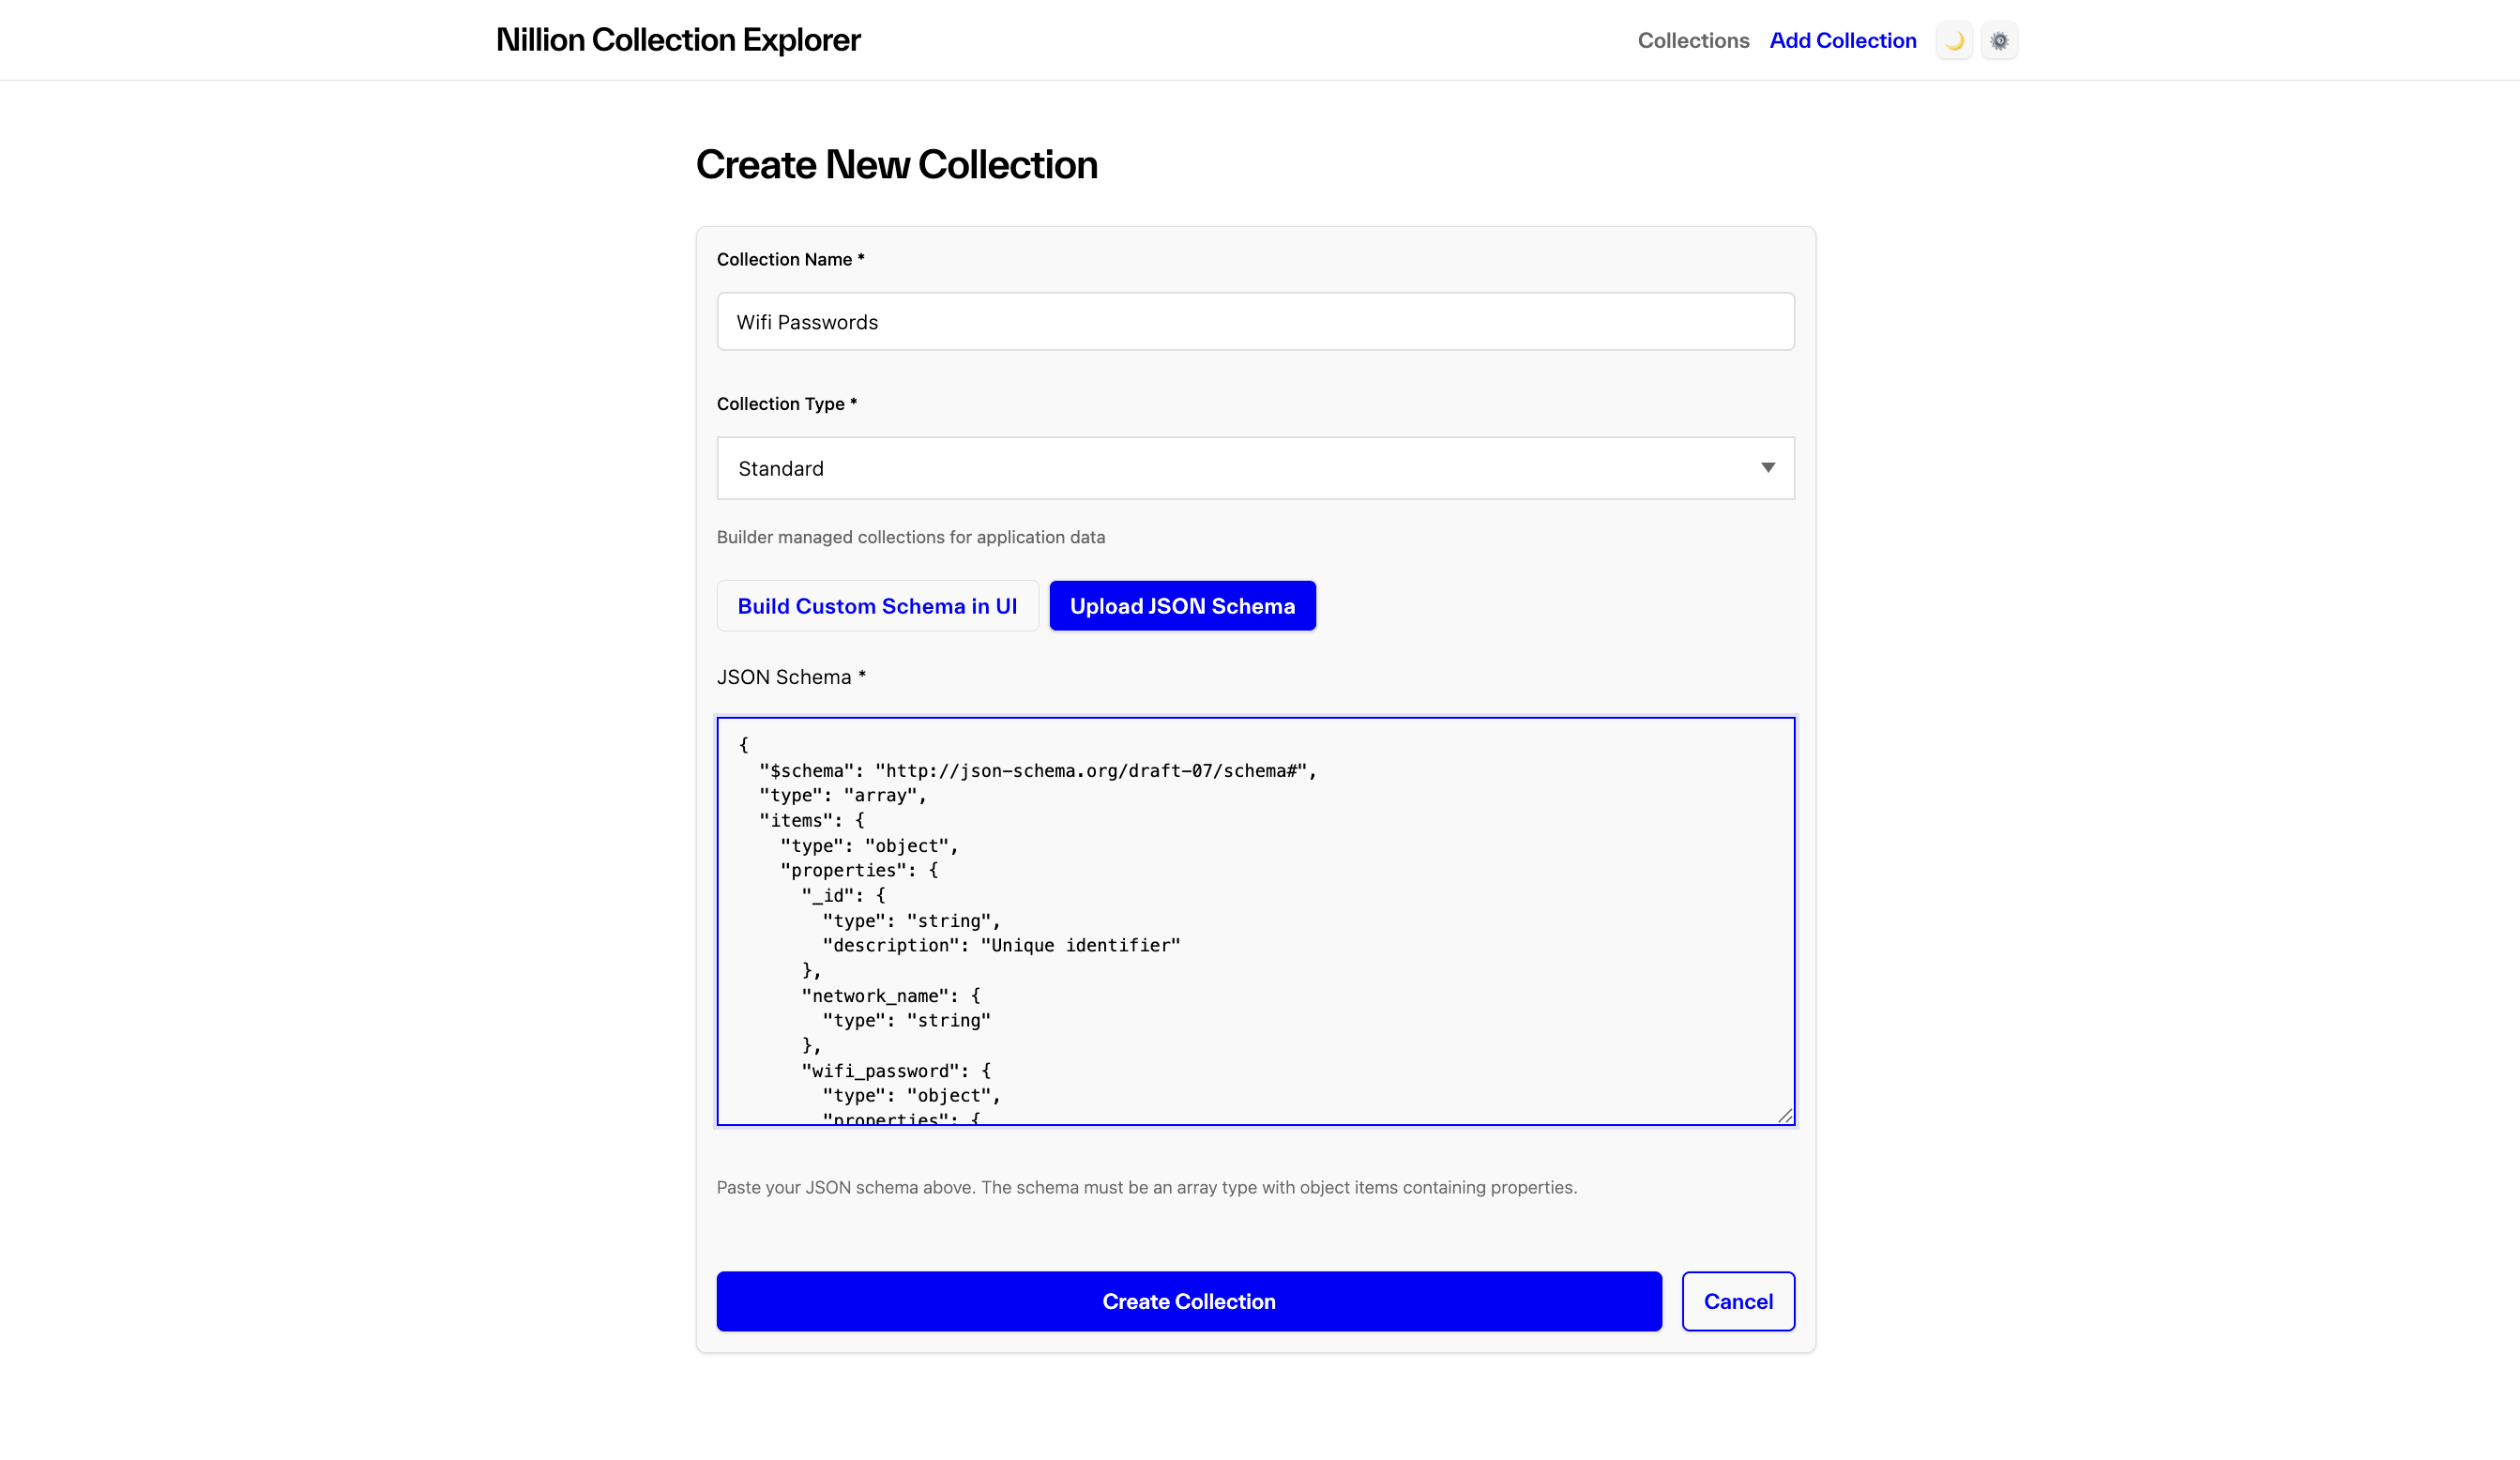 Nillion Collection Explorer
Collections
Add Collection
Create New Collection
Collection Name *
Wifi Passwords
Collection Type *
Standard
Builder managed collections for application data
Build Custom Schema in UI
Upload JSON Schema
JSON Schema *
{
  "$schema": "http://json-schema.org/draft-07/schema#",
  "type": "array",
  "items": {
    "type": "object",
    "properties": {
      "_id": {
        "type": "string",
        "description": "Unique identifier"
      },
      "network_name": {
        "type": "string"
      },
      "wifi_password": {
        "type": "object",
        "properties": {
Paste your JSON schema above. The schema must be an array type with object items containing properties.
Create Collection
Cancel